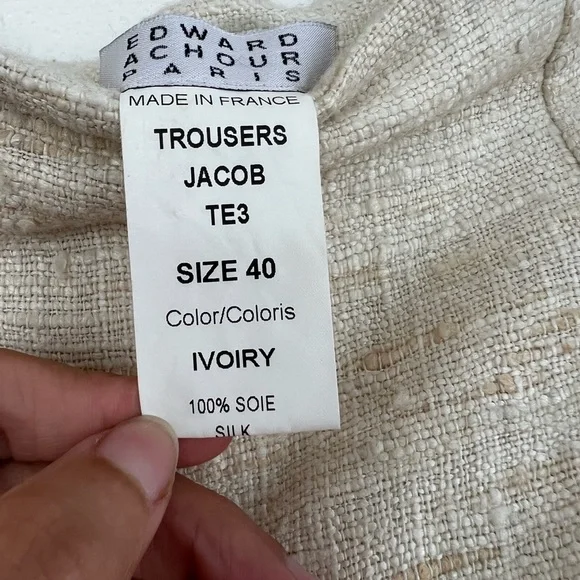 EDWARD
ACHOUR
PARIS
MADE IN FRANCE
TROUSERS
JACOB
TE3
SIZE 40
Color/Coloris
IVOIRY
100% SOIE
SILK